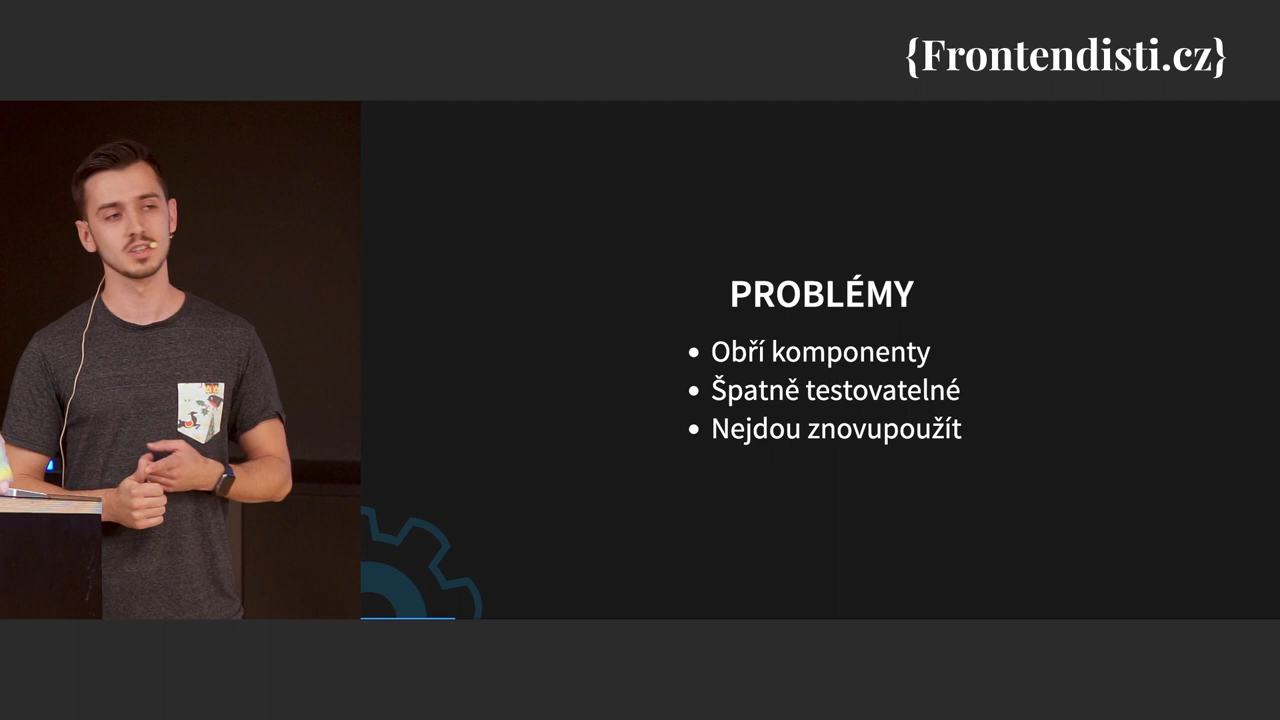 {Frontendisti.cz}
PROBLÉMY
• Obří komponenty
• Špatně testovatelné
• Nejdou znovupoužít